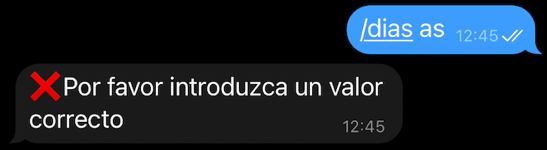 /dias as 12:45
❌Por favor introduzca un valor
correcto 12:45